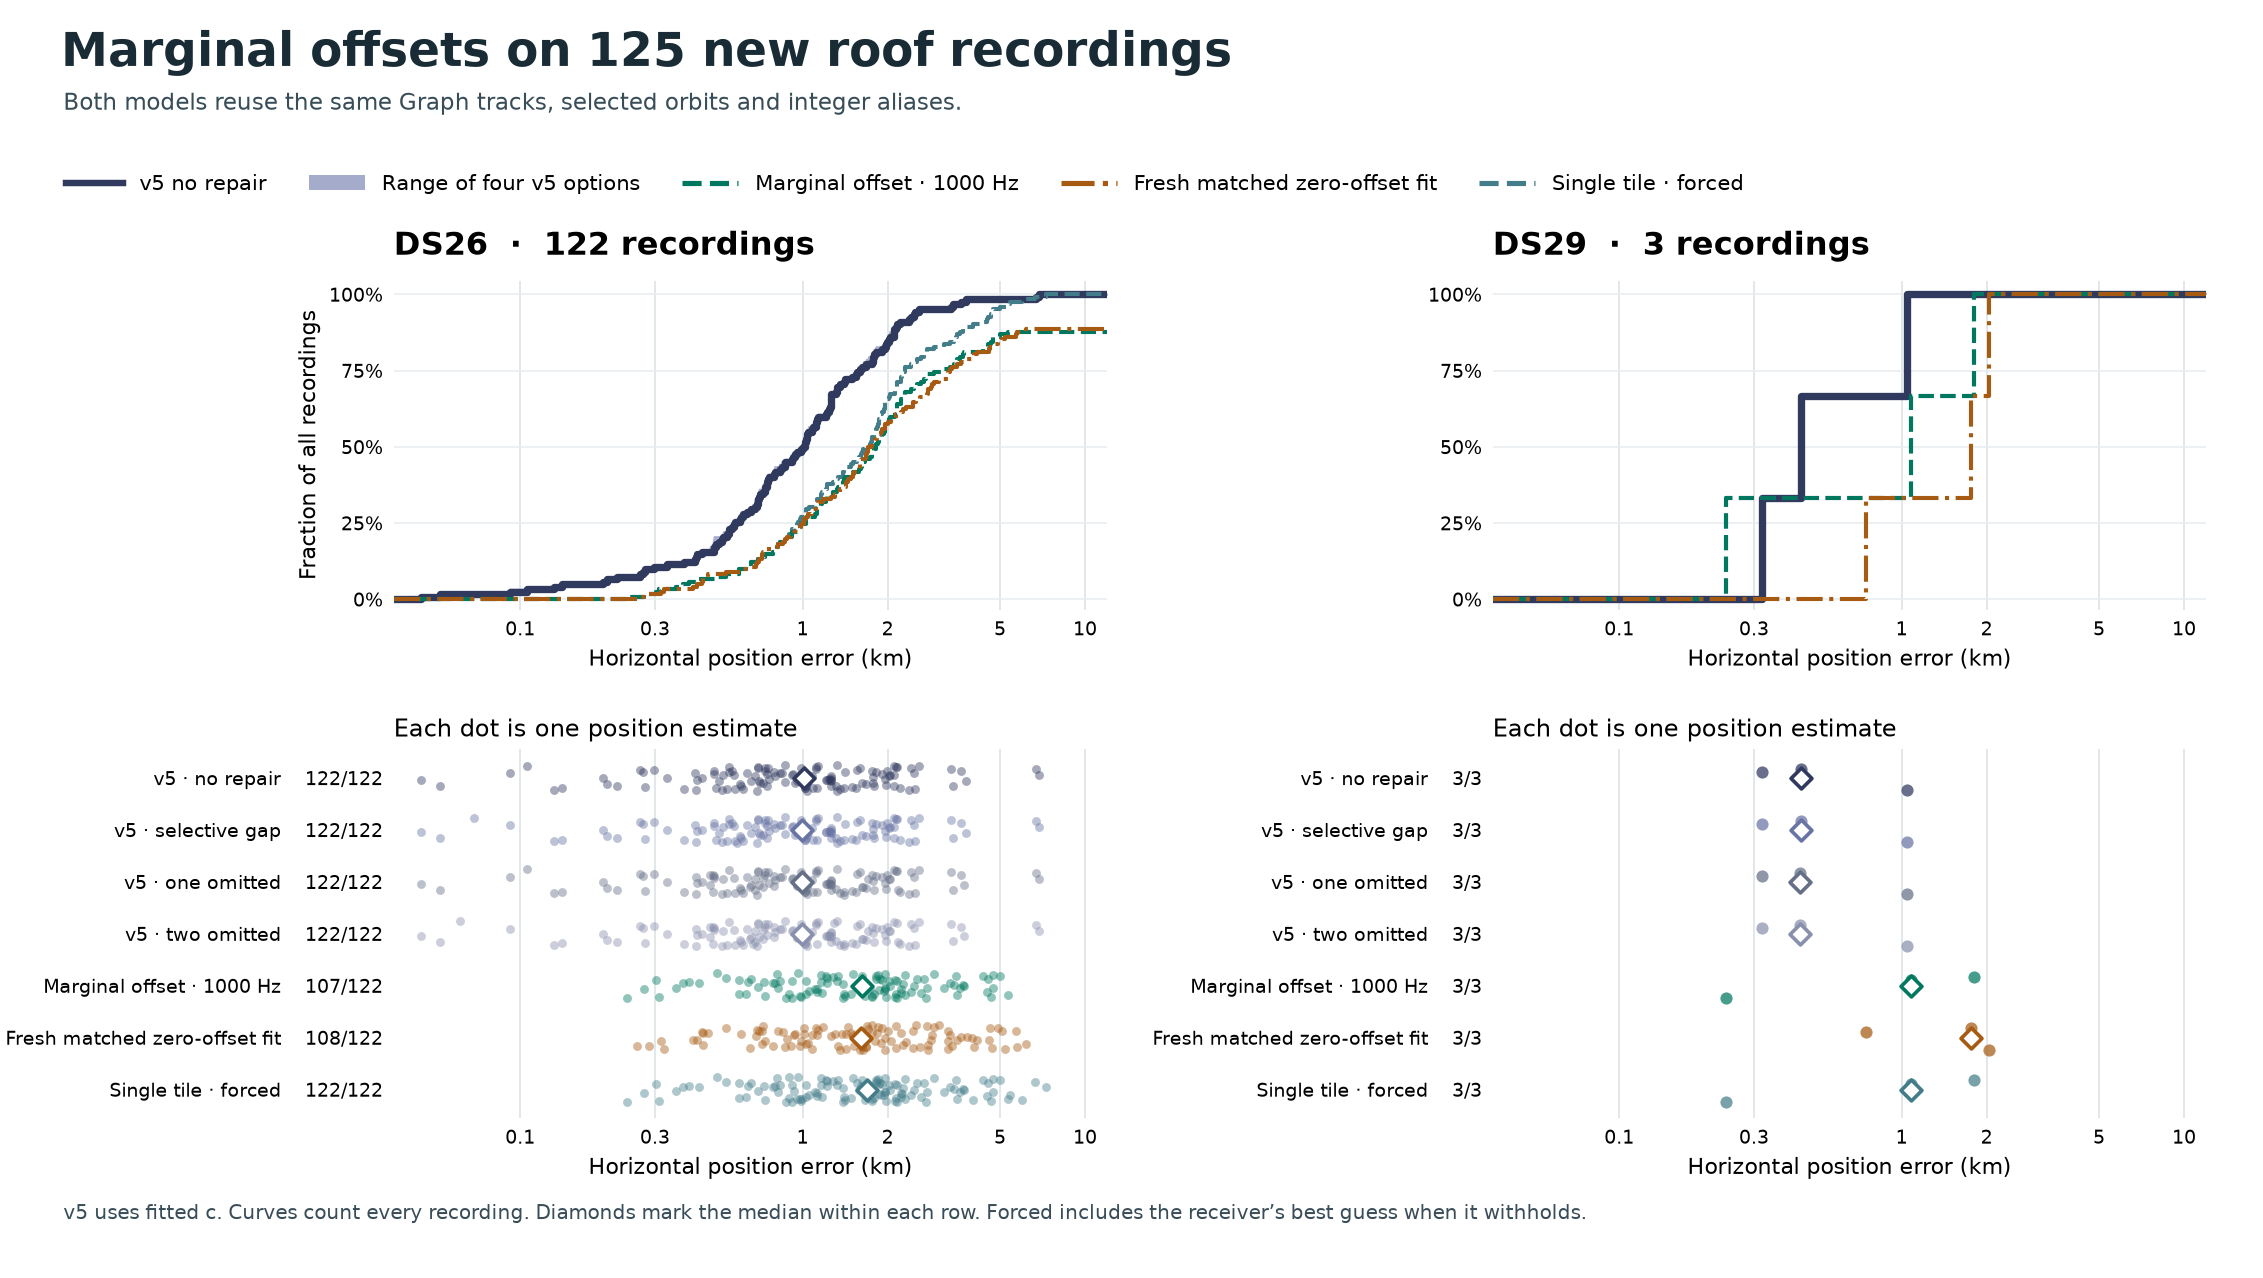 Marginal offsets on 125 new roof recordings
Both models reuse the same Graph tracks, selected orbits and integer aliases.
v5 no repair
Range of four v5 options
Marginal offset · 1000 Hz
Fresh matched zero-offset fit
Single tile · forced
DS26 · 122 recordings
Fraction of all recordings
100%
75%
50%
25%
0%
0.1 0.3 1 2 5 10
Horizontal position error (km)
DS29 · 3 recordings
100%
75%
50%
25%
0%
0.1 0.3 1 2 5 10
Horizontal position error (km)
Each dot is one position estimate
v5 · no repair 122/122
v5 · selective gap 122/122
v5 · one omitted 122/122
v5 · two omitted 122/122
Marginal offset · 1000 Hz 107/122
Fresh matched zero-offset fit 108/122
Single tile · forced 122/122
0.1 0.3 1 2 5 10
Horizontal position error (km)
Each dot is one position estimate
v5 · no repair 3/3
v5 · selective gap 3/3
v5 · one omitted 3/3
v5 · two omitted 3/3
Marginal offset · 1000 Hz 3/3
Fresh matched zero-offset fit 3/3
Single tile · forced 3/3
0.1 0.3 1 2 5 10
Horizontal position error (km)
v5 uses fitted c. Curves count every recording. Diamonds mark the median within each row. Forced includes the receiver’s best guess when it withholds.